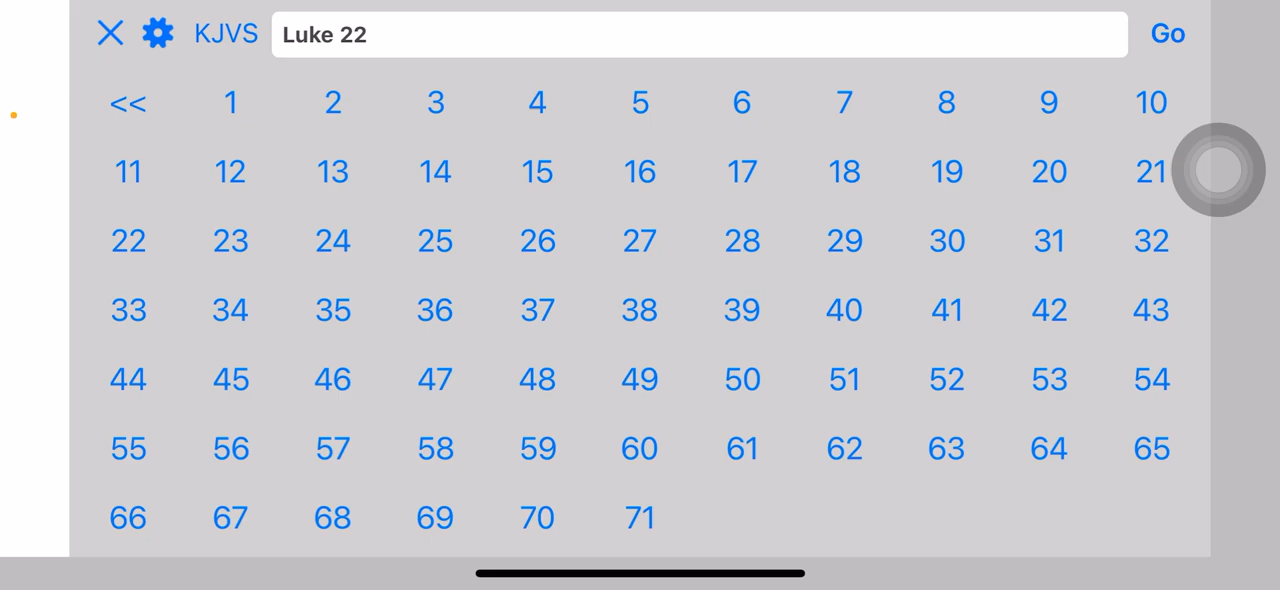 KJVS Luke 22 Go
<< 1 2 3 4 5 6 7 8 9 10
11 12 13 14 15 16 17 18 19 20 21
22 23 24 25 26 27 28 29 30 31 32
33 34 35 36 37 38 39 40 41 42 43
44 45 46 47 48 49 50 51 52 53 54
55 56 57 58 59 60 61 62 63 64 65
66 67 68 69 70 71